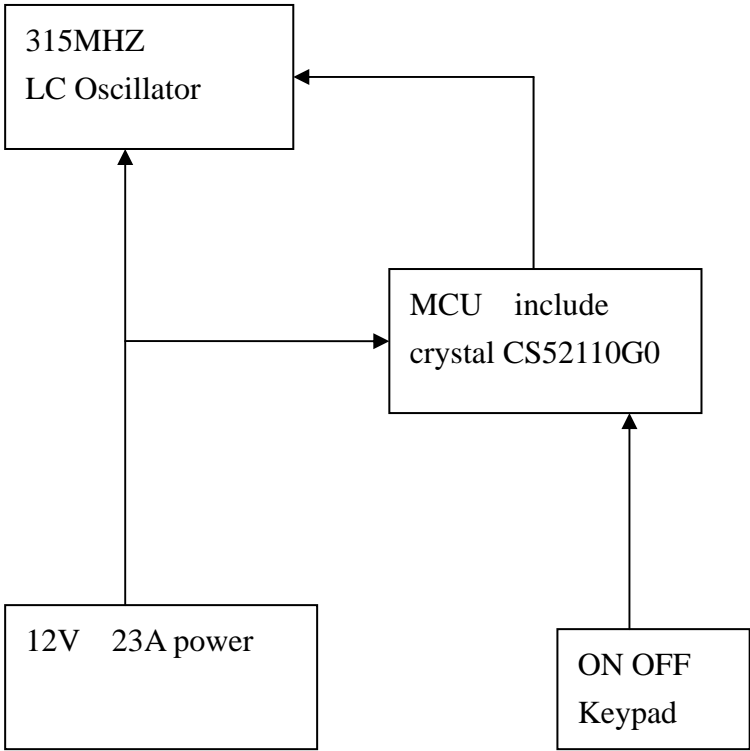 315MHZ
LC Oscillator
MCU include
crystal CS52110G0
12V 23A power
ON OFF
Keypad